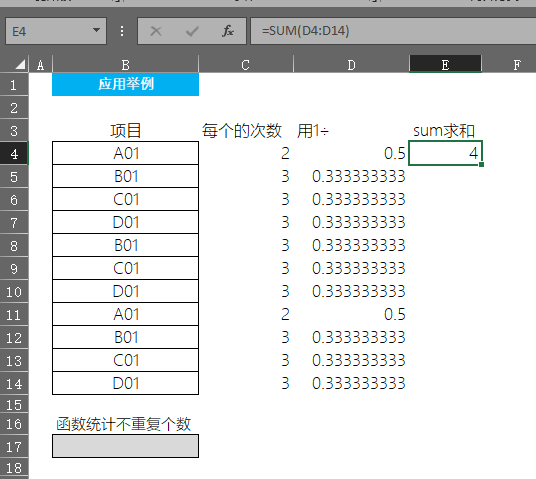 E4 =SUM(D4:D14)
A B C D E F
1 应用举例
2
3 项目 每个的次数 用1÷ sum求和
4 A01 2 0.5 4
5 B01 3 0.333333333
6 C01 3 0.333333333
7 D01 3 0.333333333
8 B01 3 0.333333333
9 C01 3 0.333333333
10 D01 3 0.333333333
11 A01 2 0.5
12 B01 3 0.333333333
13 C01 3 0.333333333
14 D01 3 0.333333333
15
16 函数统计不重复个数
17
18